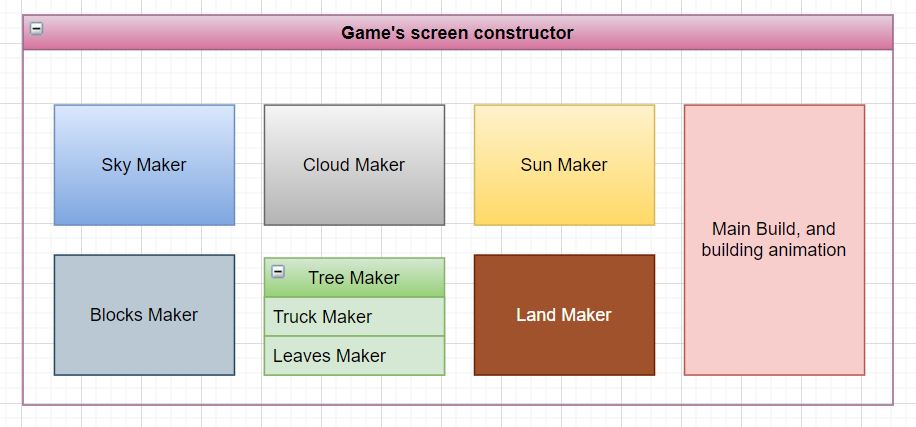 Game's screen constructor
Sky Maker
Cloud Maker
Sun Maker
Main Build, and
building animation
Blocks Maker
Tree Maker
Truck Maker
Leaves Maker
Land Maker